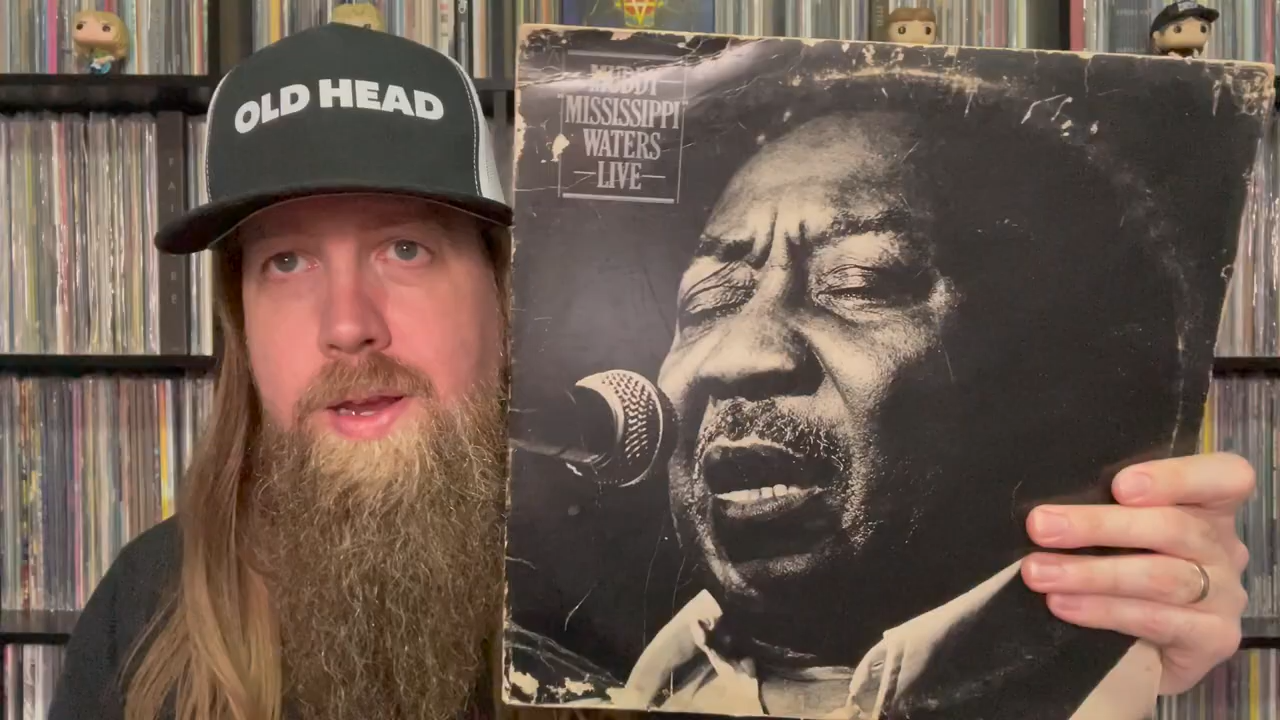 OLD HEAD
MUDDY
"MISSISSIPPI"
WATERS
LIVE